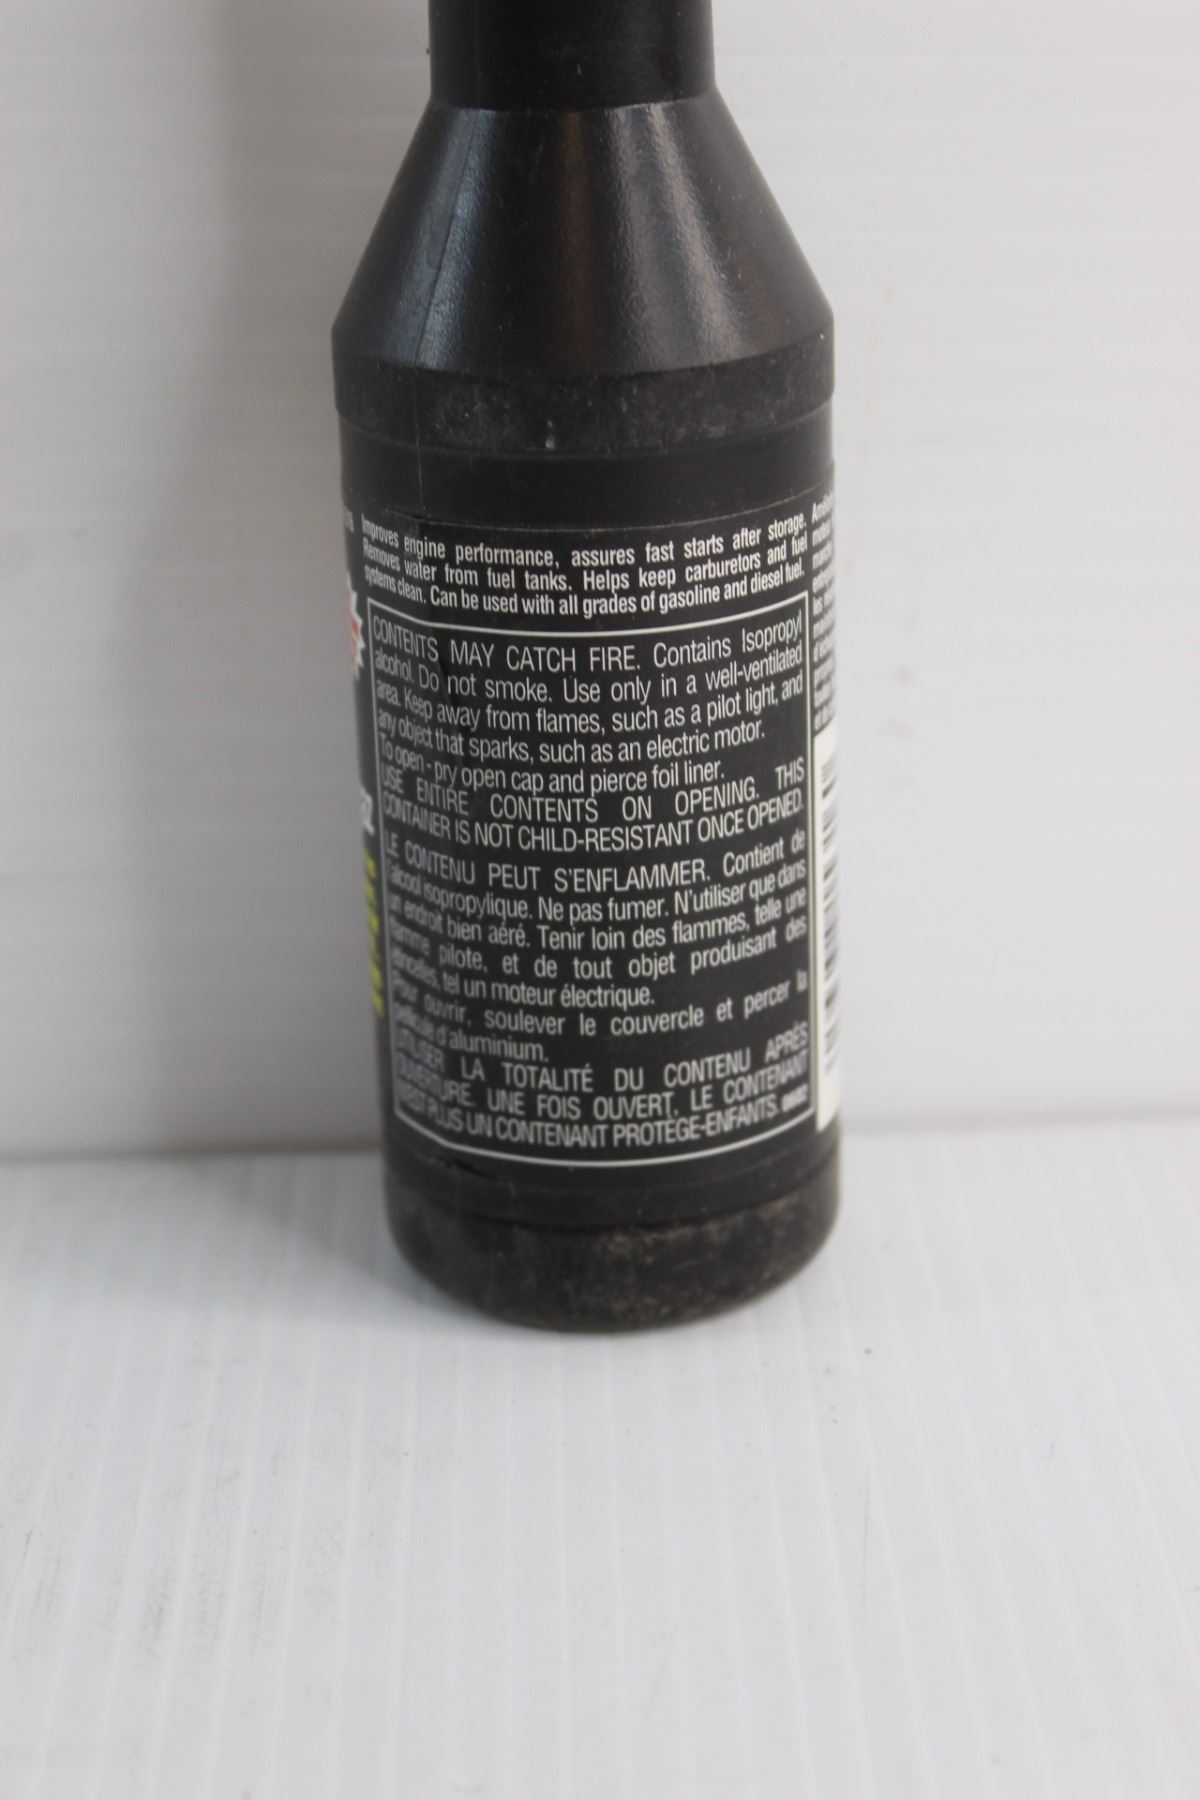 Improves engine performance, assures fast starts after storage.
Removes water from fuel tanks. Helps keep carburetors and fuel
systems clean. Can be used with all grades of gasoline and diesel fuel.
CONTENTS MAY CATCH FIRE. Contains Isopropyl
alcohol. Do not smoke. Use only in a well-ventilated
area. Keep away from flames, such as a pilot light, and
any object that sparks, such as an electric motor.
To open - pry open cap and pierce foil liner.
USE ENTIRE CONTENTS ON OPENING. THIS
CONTAINER IS NOT CHILD-RESISTANT ONCE OPENED.
LE CONTENU PEUT S'ENFLAMMER. Contient de
l'alcool isopropylique. Ne pas fumer. N'utiliser que dans
un endroit bien aéré. Tenir loin des flammes, telle une
flamme pilote, et de tout objet produisant des
étincelles, tel un moteur électrique.
Pour ouvrir, soulever le couvercle et percer la
pellicule d'aluminium.
UTILISER LA TOTALITÉ DU CONTENU APRÈS
OUVERTURE. UNE FOIS OUVERT, LE CONTENANT
N'EST PLUS UN CONTENANT PROTÈGE-ENFANTS.